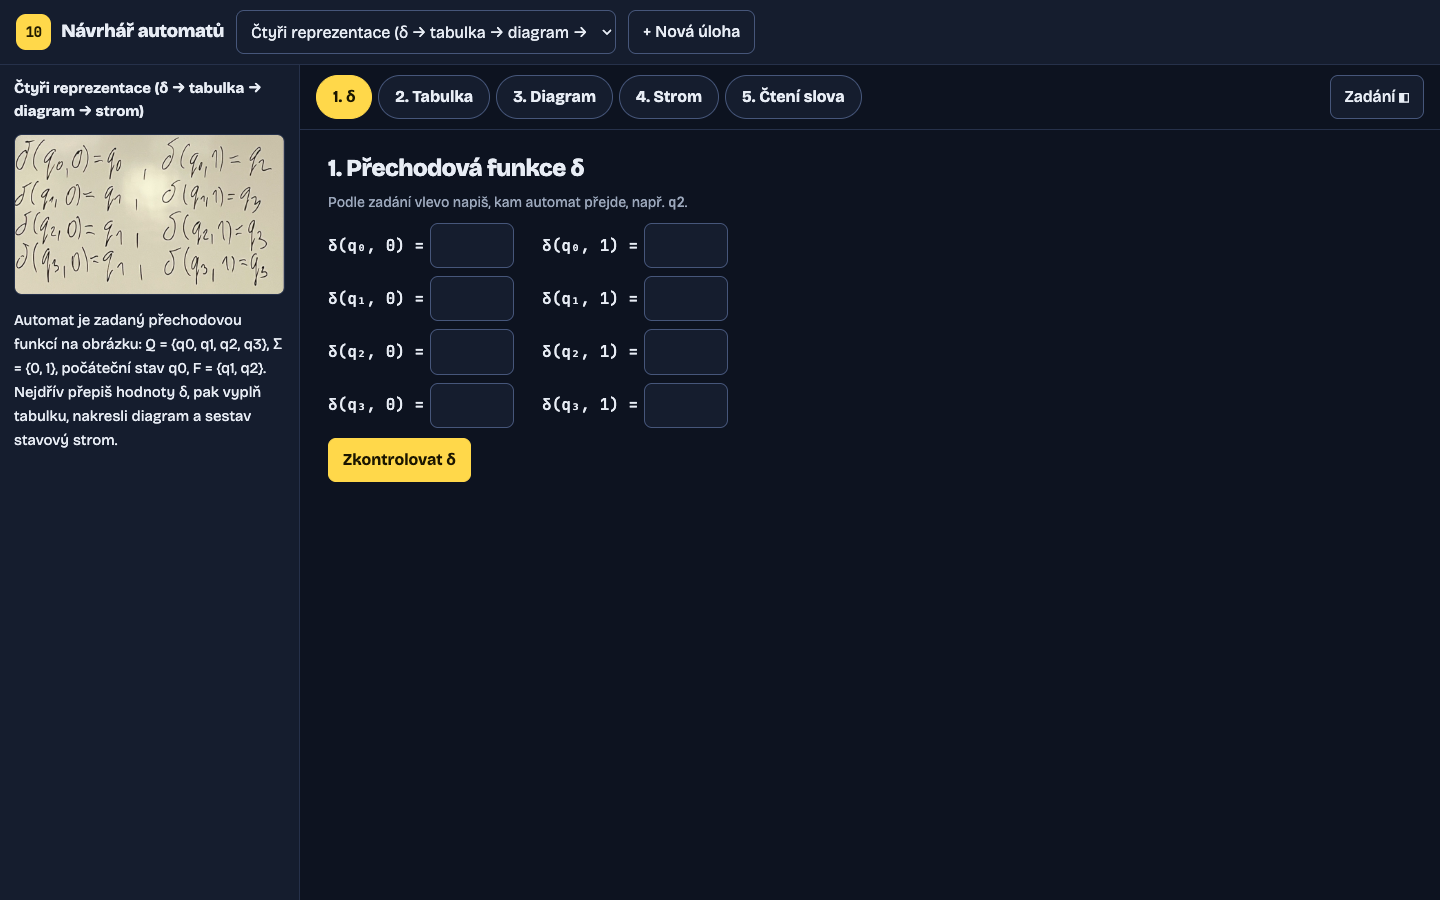 10 Návrhář automatů Čtyři reprezentace (δ → tabulka → diagram → + Nová úloha
Čtyři reprezentace (δ → tabulka →
diagram → strom)
δ(q₀,0)=q₀ , δ(q₀,1)= q₂
δ(q₁,0)= q₁ , δ(q₁,1)=q₃
δ(q₂,0)= q₁ , δ(q₂,1)=q₃
δ(q₃,0)=q₁ , δ(q₃,1)=q₃
Automat je zadaný přechodovou
funkcí na obrázku: Q = {q0, q1, q2, q3}, Σ
= {0, 1}, počáteční stav q0, F = {q1, q2}.
Nejdřív přepiš hodnoty δ, pak vyplň
tabulku, nakresli diagram a sestav
stavový strom.
1. δ 2. Tabulka 3. Diagram 4. Strom 5. Čtení slova Zadání
1. Přechodová funkce δ
Podle zadání vlevo napiš, kam automat přejde, např. q2.
δ(q₀, 0) = δ(q₀, 1) =
δ(q₁, 0) = δ(q₁, 1) =
δ(q₂, 0) = δ(q₂, 1) =
δ(q₃, 0) = δ(q₃, 1) =
Zkontrolovat δ